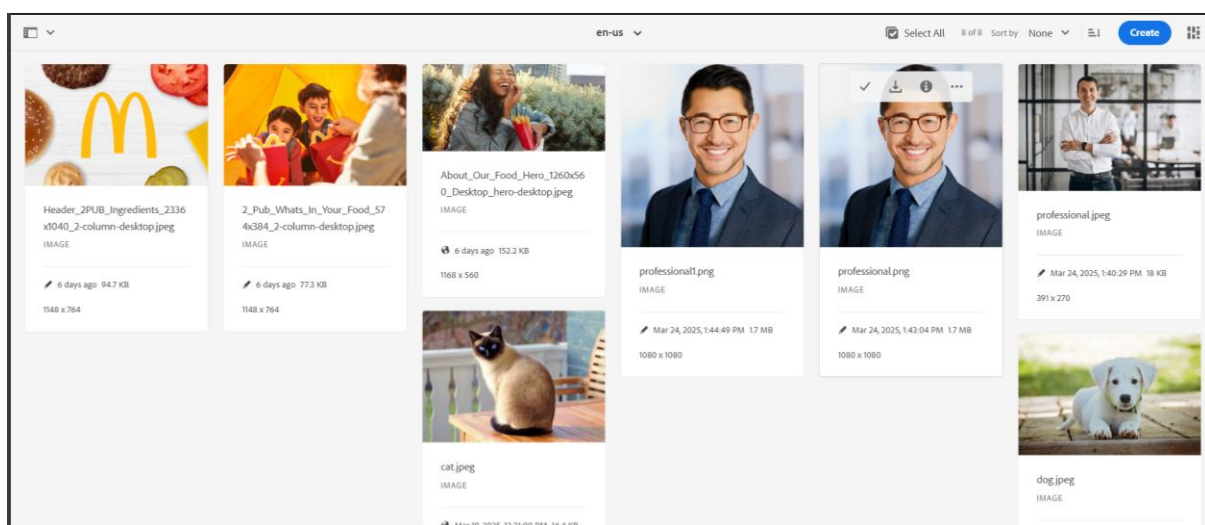 en-us
Select All 8 of 8 Sort by None Create
Header_2PUB_Ingredients_2336
x1040_2-column-desktop.jpeg
IMAGE
6 days ago 94.7 KB
1148 x 764
2_Pub_Whats_In_Your_Food_57
4x384_2-column-desktop.jpeg
IMAGE
6 days ago 77.3 KB
1148 x 764
About_Our_Food_Hero_1260x56
0_Desktop_hero-desktop.jpeg
IMAGE
6 days ago 152.2 KB
1168 x 560
cat.jpeg
IMAGE
professional1.png
IMAGE
Mar 24, 2025, 1:44:49 PM 1.7 MB
1080 x 1080
professional.png
IMAGE
Mar 24, 2025, 1:43:04 PM 1.7 MB
1080 x 1080
professional.jpeg
IMAGE
Mar 24, 2025, 1:40:29 PM 18 KB
391 x 270
dog.jpeg
IMAGE